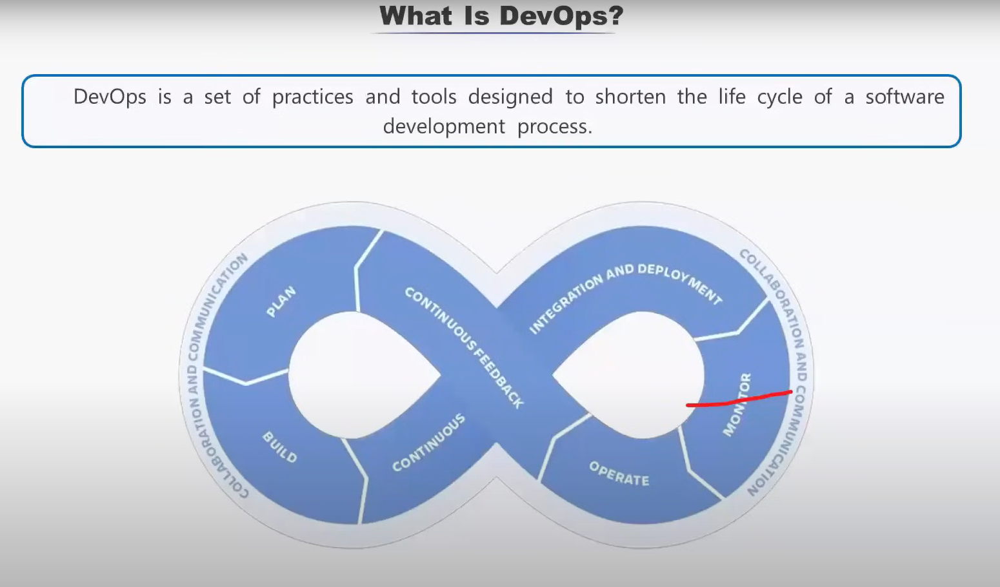 What Is DevOps?
DevOps is a set of practices and tools designed to shorten the life cycle of a software
development process.
COLLABORATION AND COMMUNICATION
PLAN
BUILD
CONTINUOUS
INTEGRATION AND DEPLOYMENT
MONITOR
OPERATE
CONTINUOUS FEEDBACK
COLLABORATION AND COMMUNICATION